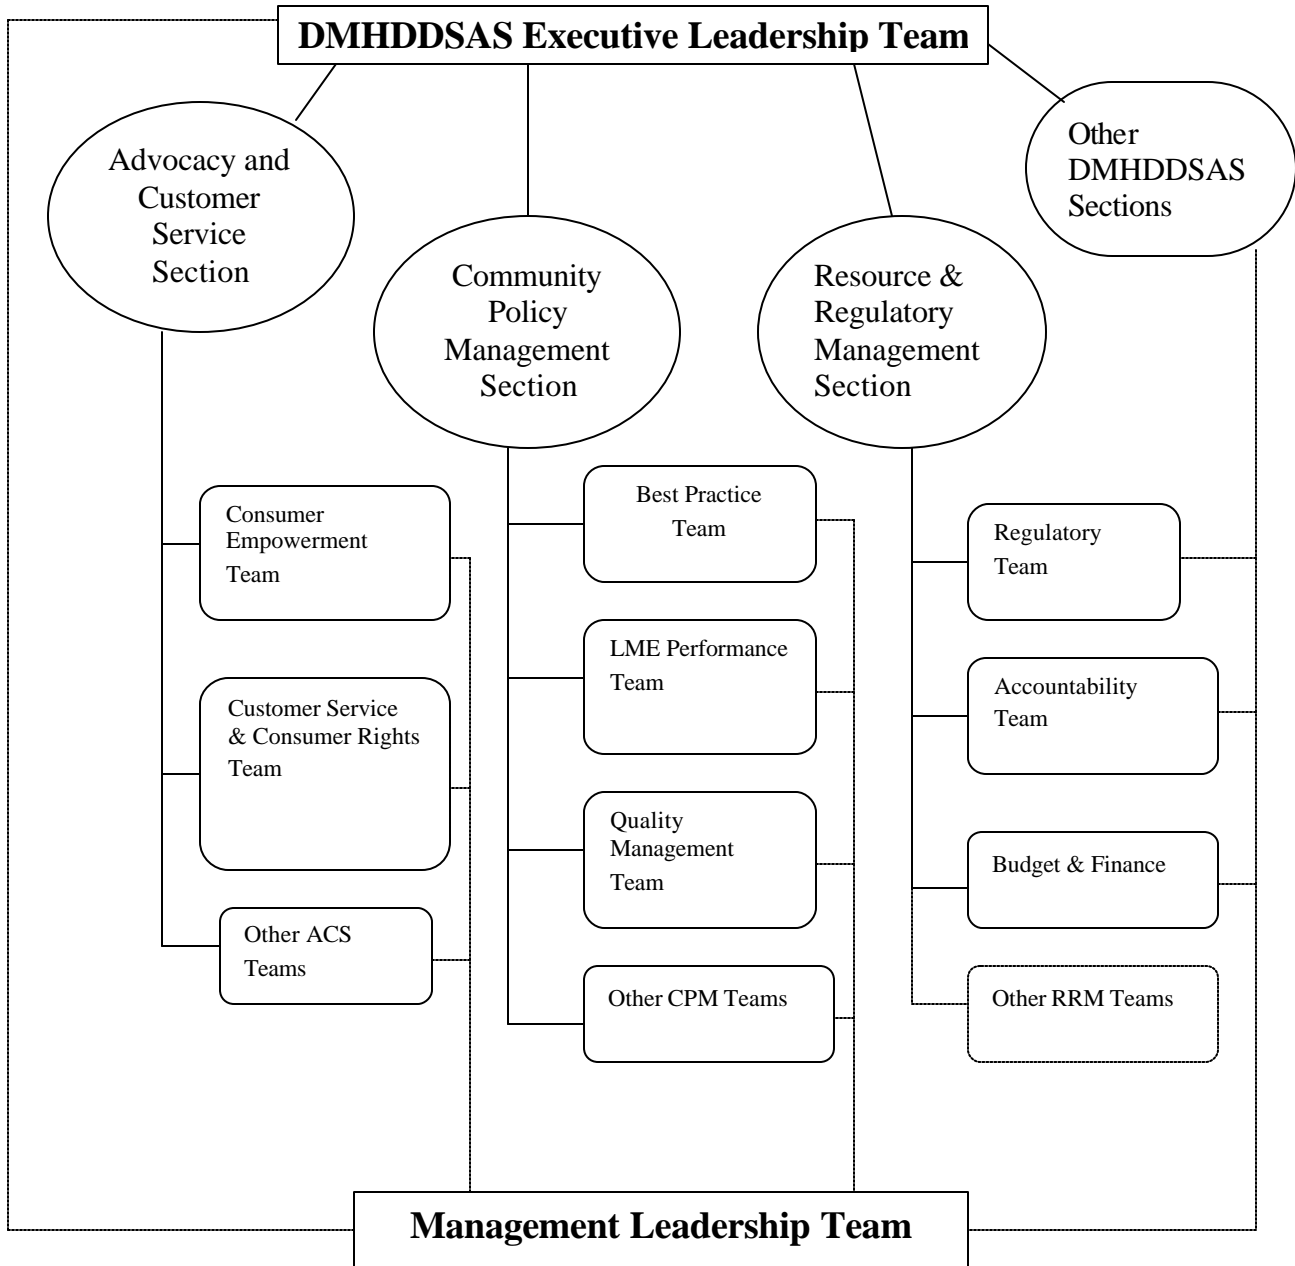 DMHDDSAS Executive Leadership Team
Advocacy and
Customer
Service
Section
Other
DMHDDSAS
Sections
Community
Policy
Management
Section
Resource &
Regulatory
Management
Section
Consumer
Empowerment
Team
Customer Service
& Consumer Rights
Team
Other ACS
Teams
Best Practice
Team
LME Performance
Team
Quality
Management
Team
Other CPM Teams
Regulatory
Team
Accountability
Team
Budget & Finance
Other RRM Teams
Management Leadership Team